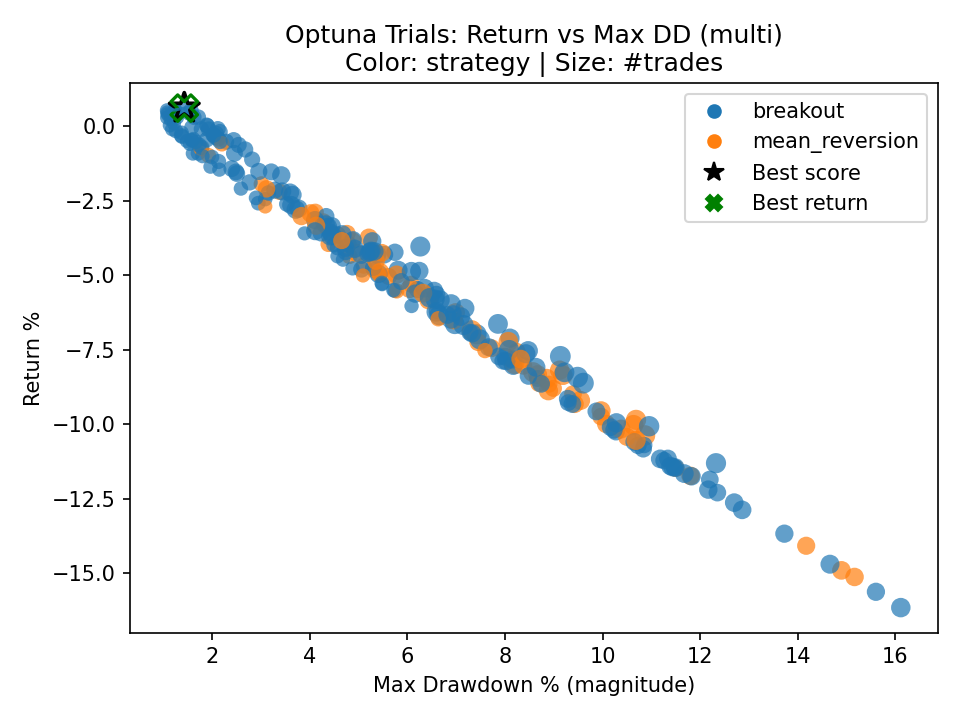 Optuna Trials: Return vs Max DD (multi)
Color: strategy | Size: #trades
breakout
mean_reversion
Best score
Best return
Return %
0.0
−2.5
−5.0
−7.5
−10.0
−12.5
−15.0
2 4 6 8 10 12 14 16
Max Drawdown % (magnitude)